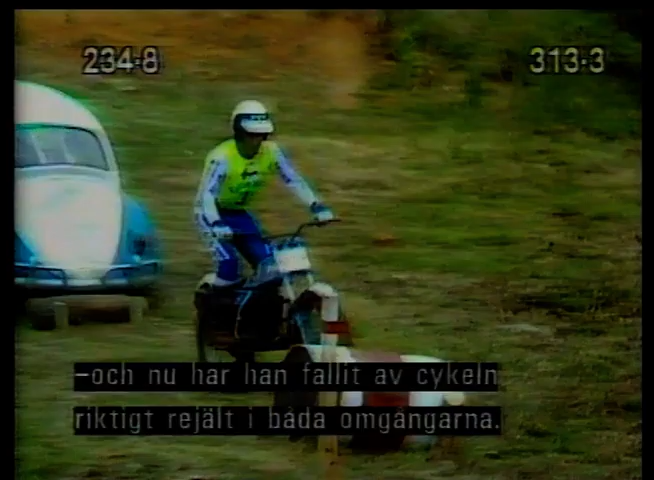 234·8 313·3
-och nu har han fallit av cykeln
riktigt rejält i båda omgångarna.